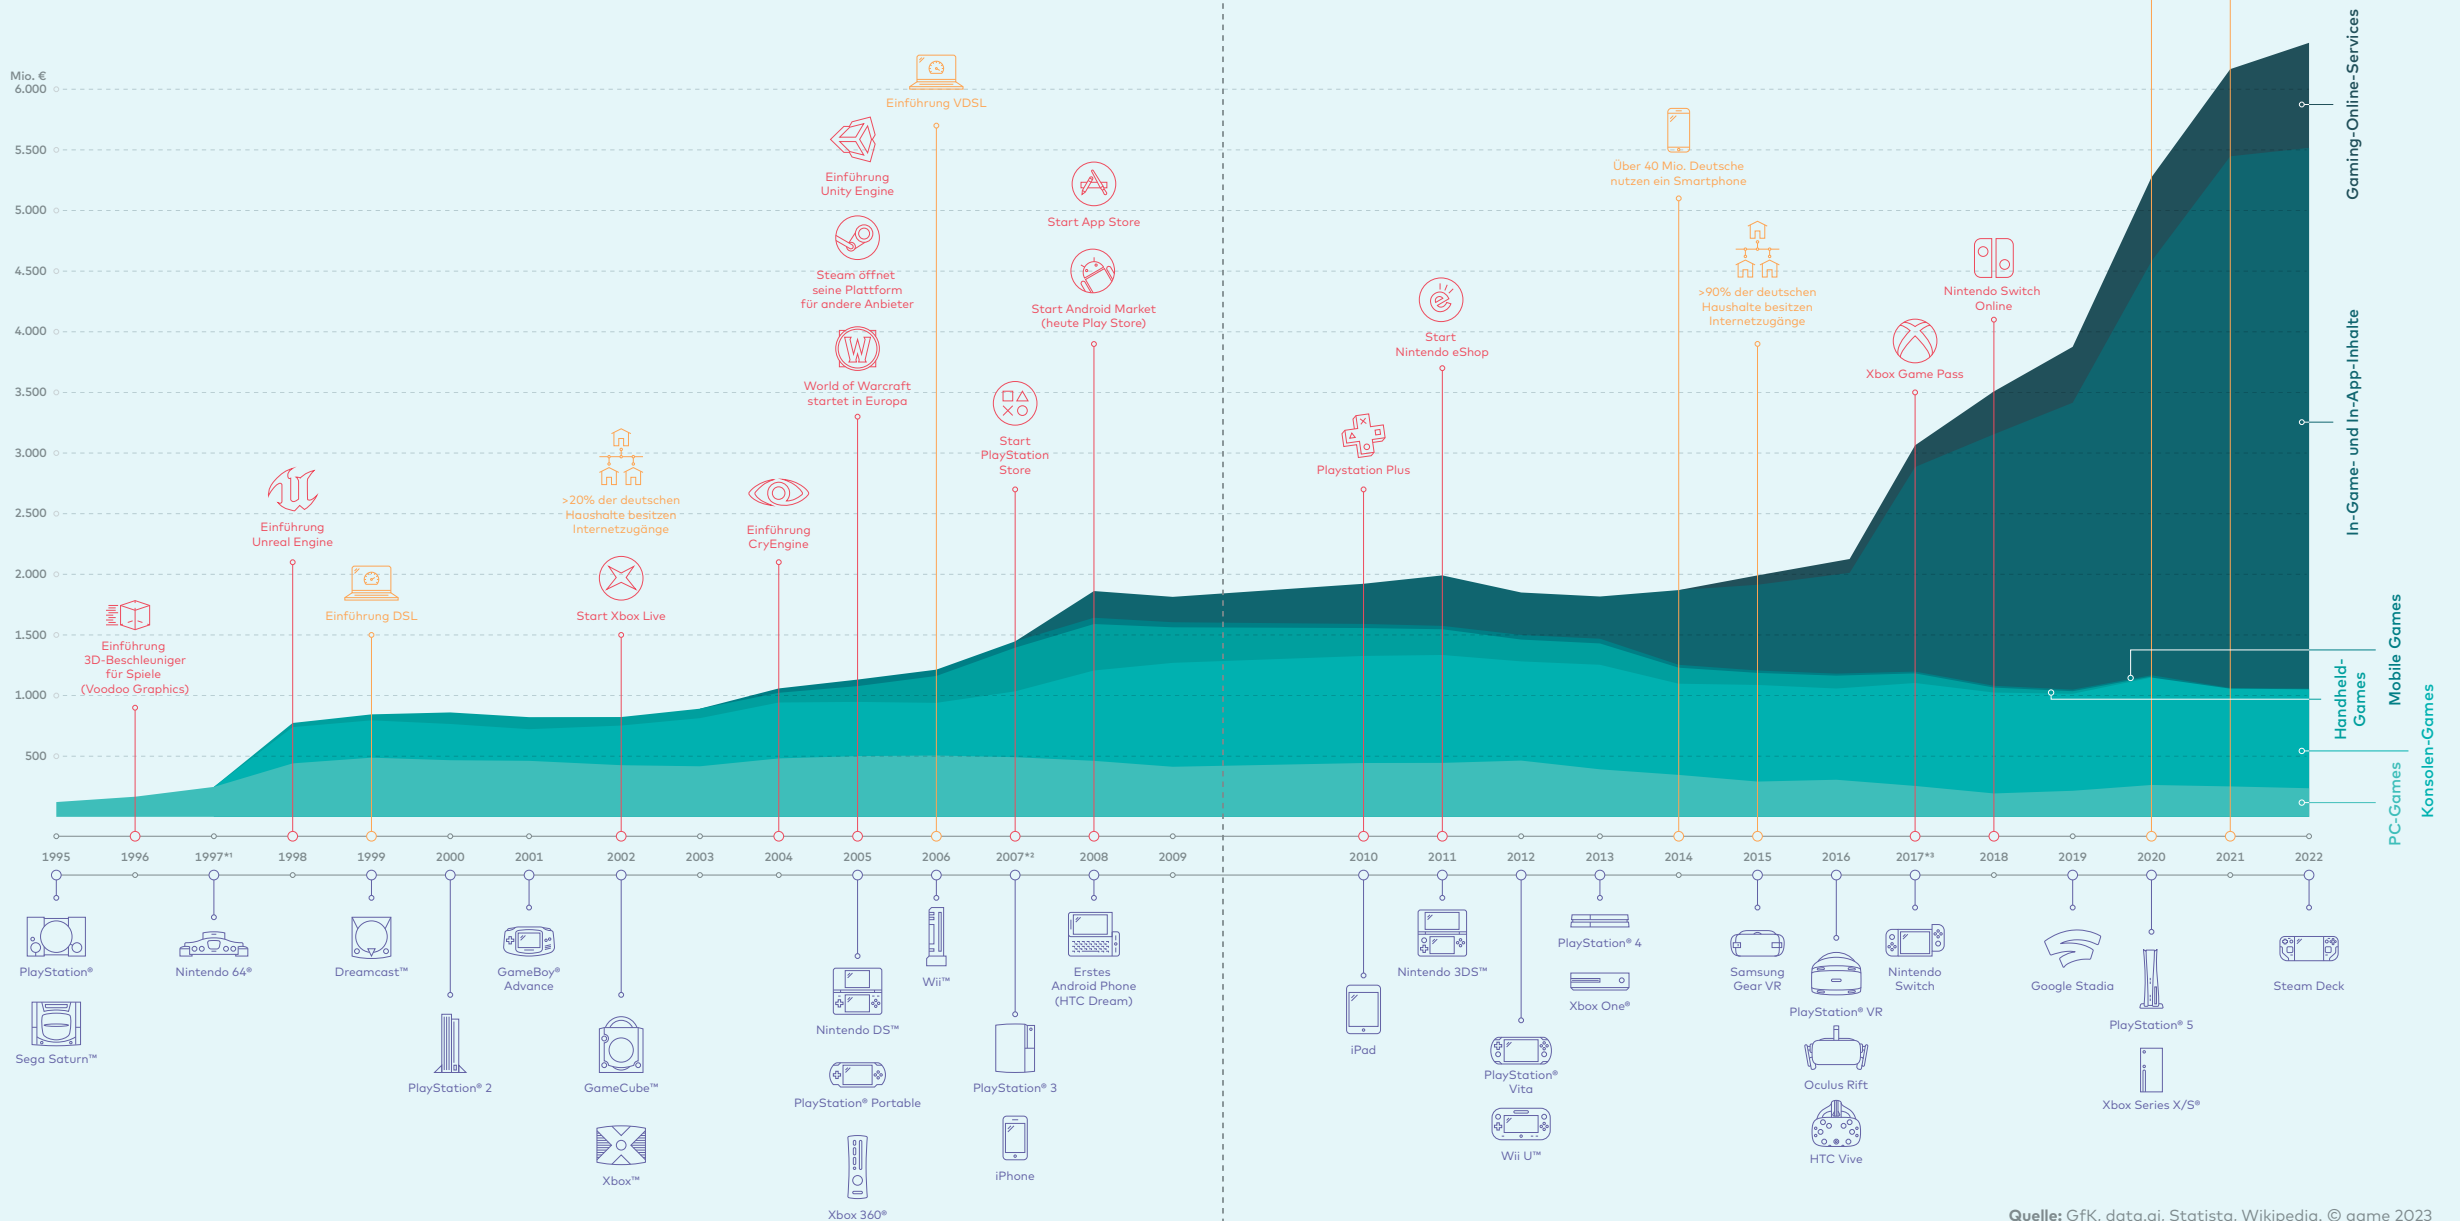 Mio. €
6.000
5.500
5.000
4.500
4.000
3.500
3.000
2.500
2.000
1.500
1.000
500
Einführung
3D-Beschleuniger
für Spiele
(Voodoo Graphics)
Einführung
Unreal Engine
Einführung DSL
>20% der deutschen
Haushalte besitzen
Internetzugänge
Start Xbox Live
Einführung
CryEngine
Einführung
Unity Engine
Steam öffnet
seine Plattform
für andere Anbieter
World of Warcraft
startet in Europa
Einführung VDSL
Start
PlayStation
Store
Start App Store
Start Android Market
(heute Play Store)
Playstation Plus
Start
Nintendo eShop
Über 40 Mio. Deutsche
nutzen ein Smartphone
>90% der deutschen
Haushalte besitzen
Internetzugänge
Xbox Game Pass
Nintendo Switch
Online
Gaming-Online-Services
In-Game- und In-App-Inhalte
Mobile Games
Handheld-
Games
Konsolen-Games
PC-Games
1995
1996
1997*¹
1998
1999
2000
2001
2002
2003
2004
2005
2006
2007*²
2008
2009
2010
2011
2012
2013
2014
2015
2016
2017*³
2018
2019
2020
2021
2022
PlayStation®
Sega Saturn™
Nintendo 64®
Dreamcast™
PlayStation® 2
GameBoy®
Advance
GameCube™
Xbox™
Nintendo DS™
PlayStation® Portable
Xbox 360®
Wii™
PlayStation® 3
iPhone
Erstes
Android Phone
(HTC Dream)
iPad
Nintendo 3DS™
PlayStation®
Vita
Wii U™
PlayStation® 4
Xbox One®
Samsung
Gear VR
PlayStation® VR
Oculus Rift
HTC Vive
Nintendo
Switch
Google Stadia
PlayStation® 5
Xbox Series X/S®
Steam Deck
Quelle: GfK, data.ai, Statista, Wikipedia, © game 2023